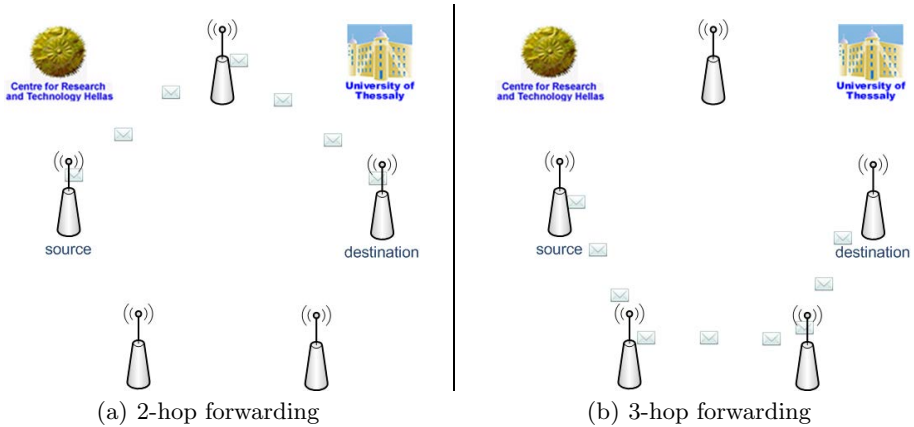 Centre for Research
and Technology Hellas
University of
Thessaly
source
destination
(a) 2-hop forwarding
Centre for Research
and Technology Hellas
University of
Thessaly
source
destination
(b) 3-hop forwarding